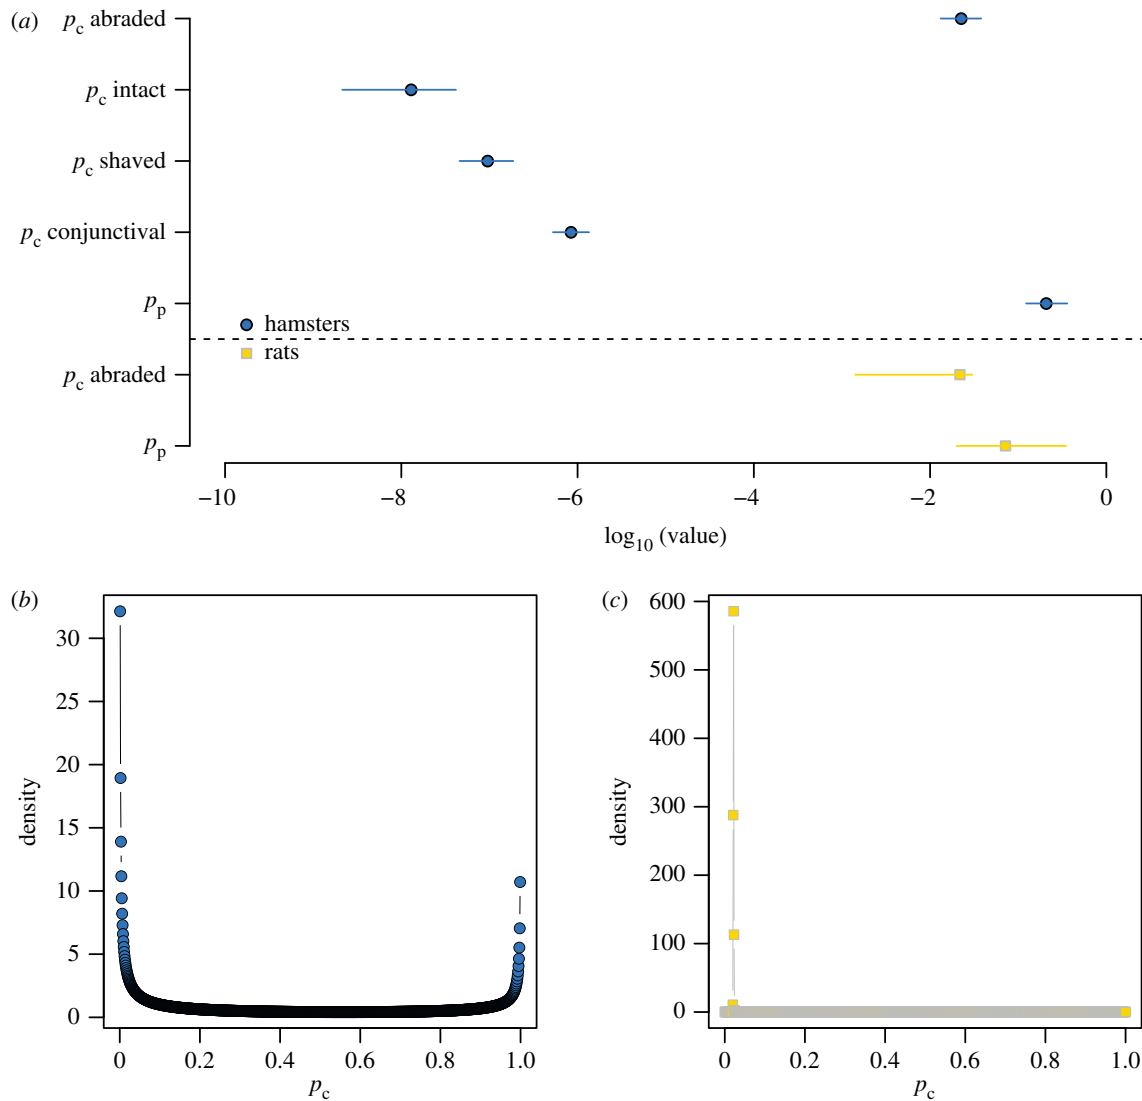 (a)
p_c abraded
p_c intact
p_c shaved
p_c conjunctival
p_p
hamsters
rats
p_c abraded
p_p
−10 −8 −6 −4 −2 0
log_10 (value)
(b)
30
25
20
15
10
5
0
density
0 0.2 0.4 0.6 0.8 1.0
p_c
(c)
600
500
400
300
200
100
0
density
0 0.2 0.4 0.6 0.8 1.0
p_c